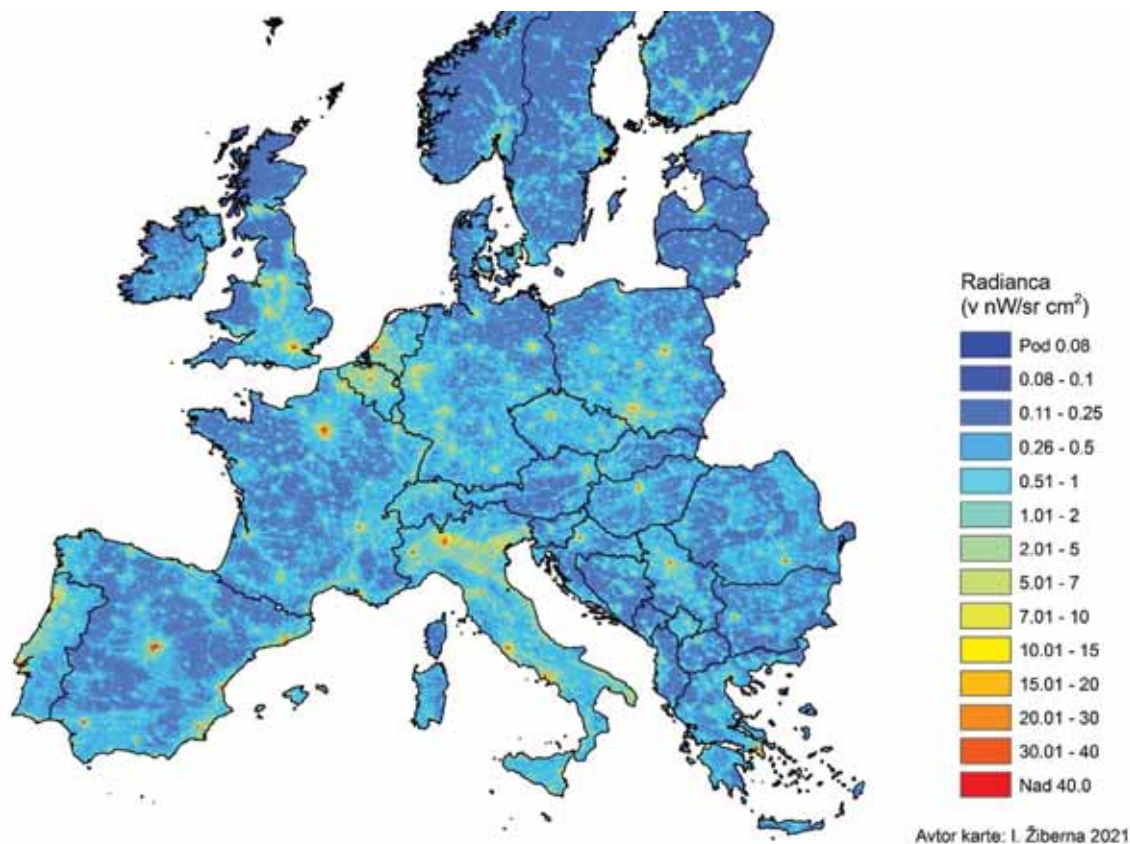 Radianca
(v nW/sr cm²)
Pod 0.08
0.08 - 0.1
0.11 - 0.25
0.26 - 0.5
0.51 - 1
1.01 - 2
2.01 - 5
5.01 - 7
7.01 - 10
10.01 - 15
15.01 - 20
20.01 - 30
30.01 - 40
Nad 40.0
Avtor karte: I. Žiberna 2021